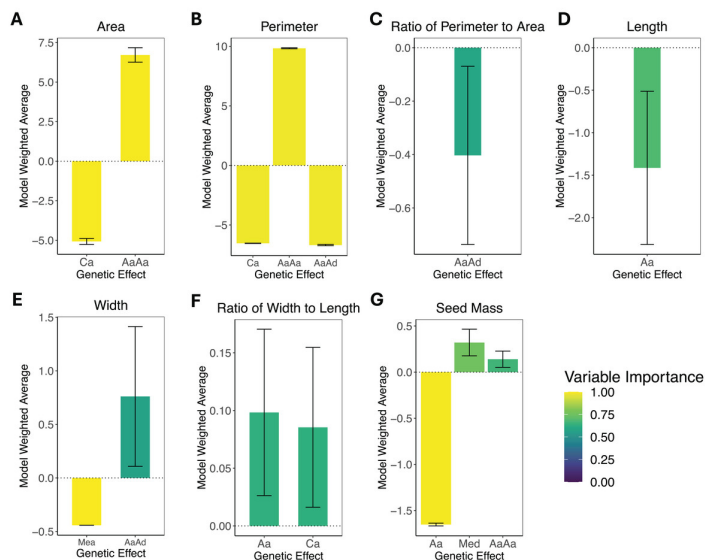 A
Area
Model Weighted Average
7.5
5.0
2.5
0.0
−2.5
−5.0
Ca
AaAa
Genetic Effect
B
Perimeter
Model Weighted Average
10
5
0
−5
Ca
AaAa
AaAd
Genetic Effect
C
Ratio of Perimeter to Area
Model Weighted Average
0.0
−0.2
−0.4
−0.6
AaAd
Genetic Effect
D
Length
Model Weighted Average
0.0
−0.5
−1.0
−1.5
−2.0
Aa
Genetic Effect
E
Width
Model Weighted Average
1.5
1.0
0.5
0.0
−0.5
Mea
AaAd
Genetic Effect
F
Ratio of Width to Length
Model Weighted Average
0.15
0.10
0.05
0.00
Aa
Ca
Genetic Effect
G
Seed Mass
Model Weighted Average
0.5
0.0
−0.5
−1.0
−1.5
Aa
Med
AaAa
Genetic Effect
Variable Importance
1.00
0.75
0.50
0.25
0.00